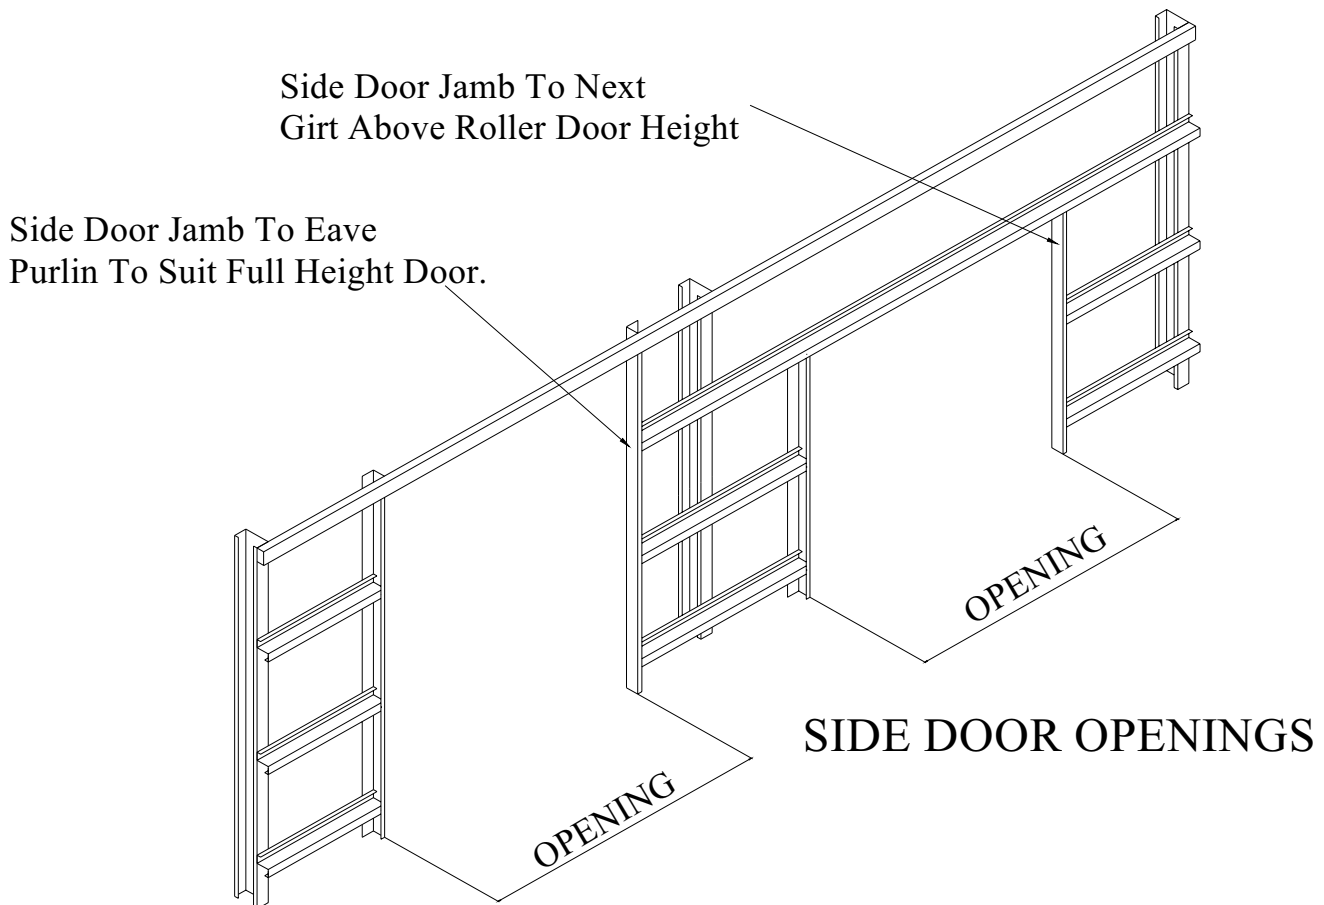 Side Door Jamb To Next
Girt Above Roller Door Height
Side Door Jamb To Eave
Purlin To Suit Full Height Door.
OPENING
SIDE DOOR OPENINGS
OPENING